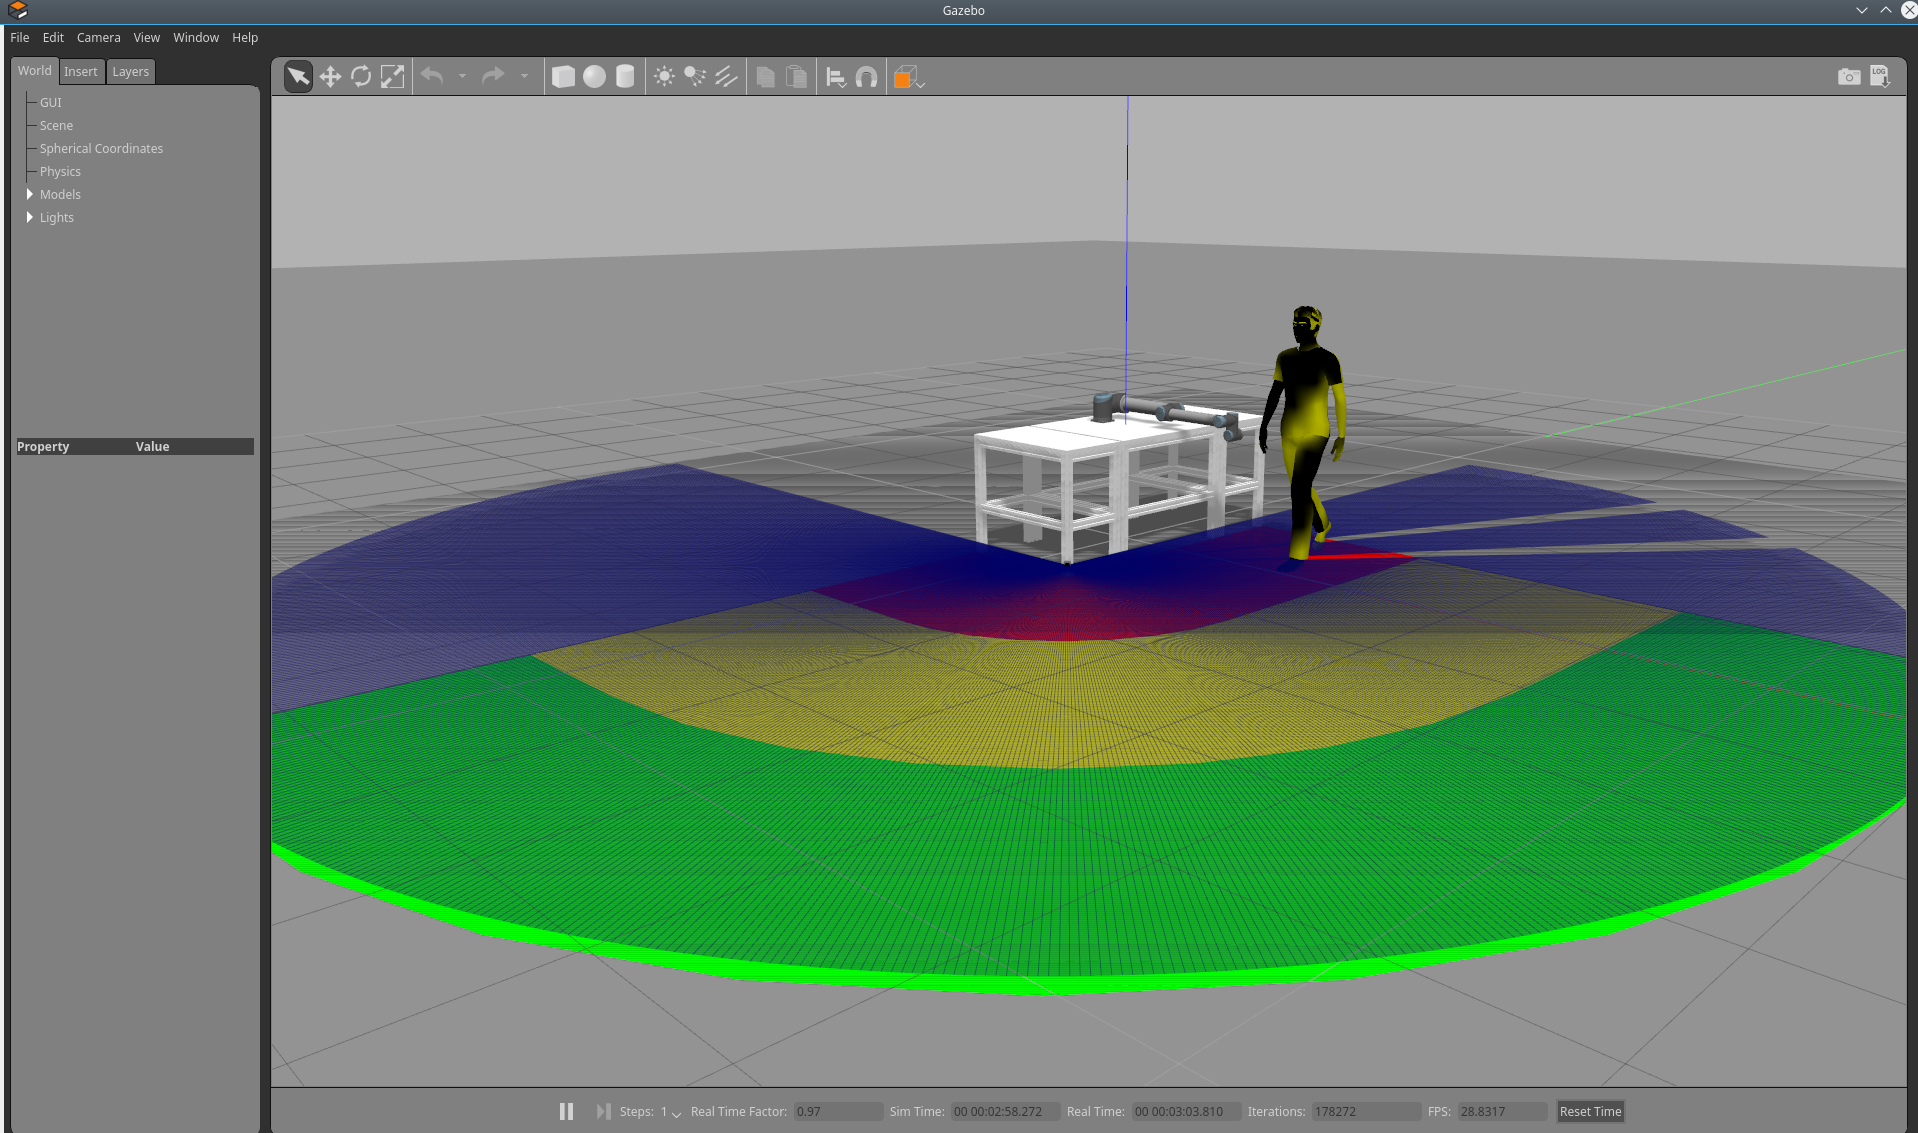 Gazebo
File Edit Camera View Window Help
World Insert Layers
LOG
GUI
Scene
Spherical Coordinates
Physics
Models
Lights
Property Value
Steps: 1 Real Time Factor: 0.97 Sim Time: 00 00:02:58.272 Real Time: 00 00:03:03.810 Iterations: 178272 FPS: 28.8317 Reset Time